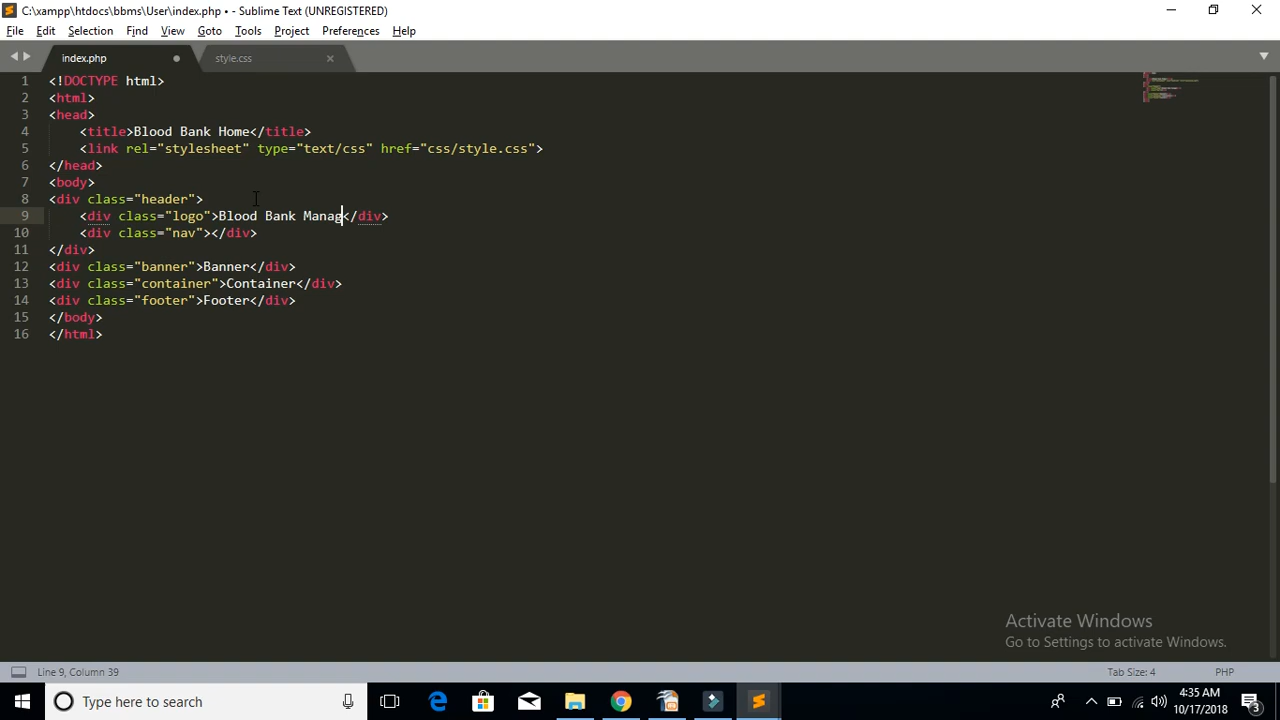 C:\xampp\htdocs\bbms\User\index.php • - Sublime Text (UNREGISTERED)
File Edit Selection Find View Goto Tools Project Preferences Help
index.php style.css
1 <!DOCTYPE html>
2 <html>
3 <head>
4 <title>Blood Bank Home</title>
5 <link rel="stylesheet" type="text/css" href="css/style.css">
6 </head>
7 <body>
8 <div class="header">
9 <div class="logo">Blood Bank Manag</div>
10 <div class="nav"></div>
11 </div>
12 <div class="banner">Banner</div>
13 <div class="container">Container</div>
14 <div class="footer">Footer</div>
15 </body>
16 </html>
Activate Windows
Go to Settings to activate Windows.
Line 9, Column 39 Tab Size: 4 PHP
Type here to search
4:35 AM
10/17/2018
3